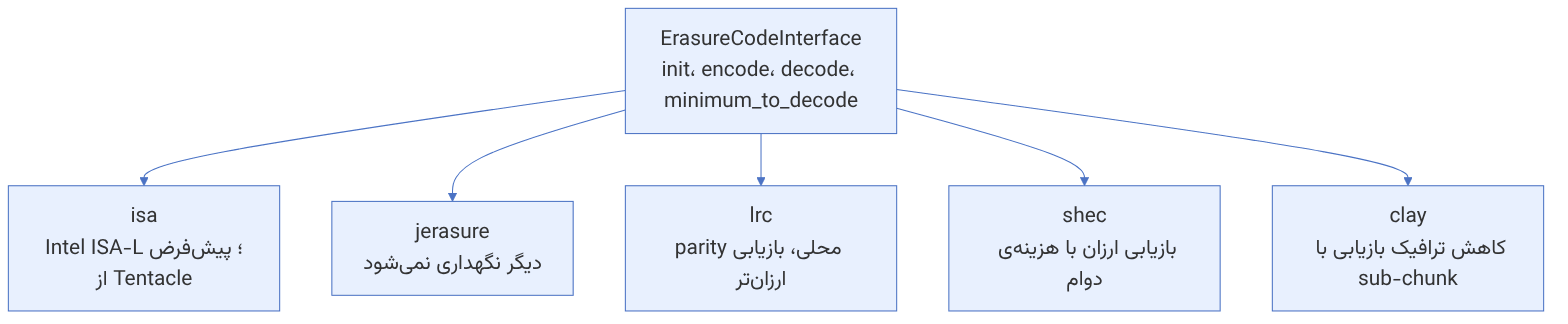 ErasureCodeInterface
init، encode، decode،
minimum_to_decode
isa
Intel ISA-L ؛ پیش‌فرض
از Tentacle
jerasure
دیگر نگهداری نمی‌شود
lrc
parity محلی، بازیابی
ارزان‌تر
shec
بازیابی ارزان با هزینه‌ی
دوام
clay
کاهش ترافیک بازیابی با
sub-chunk